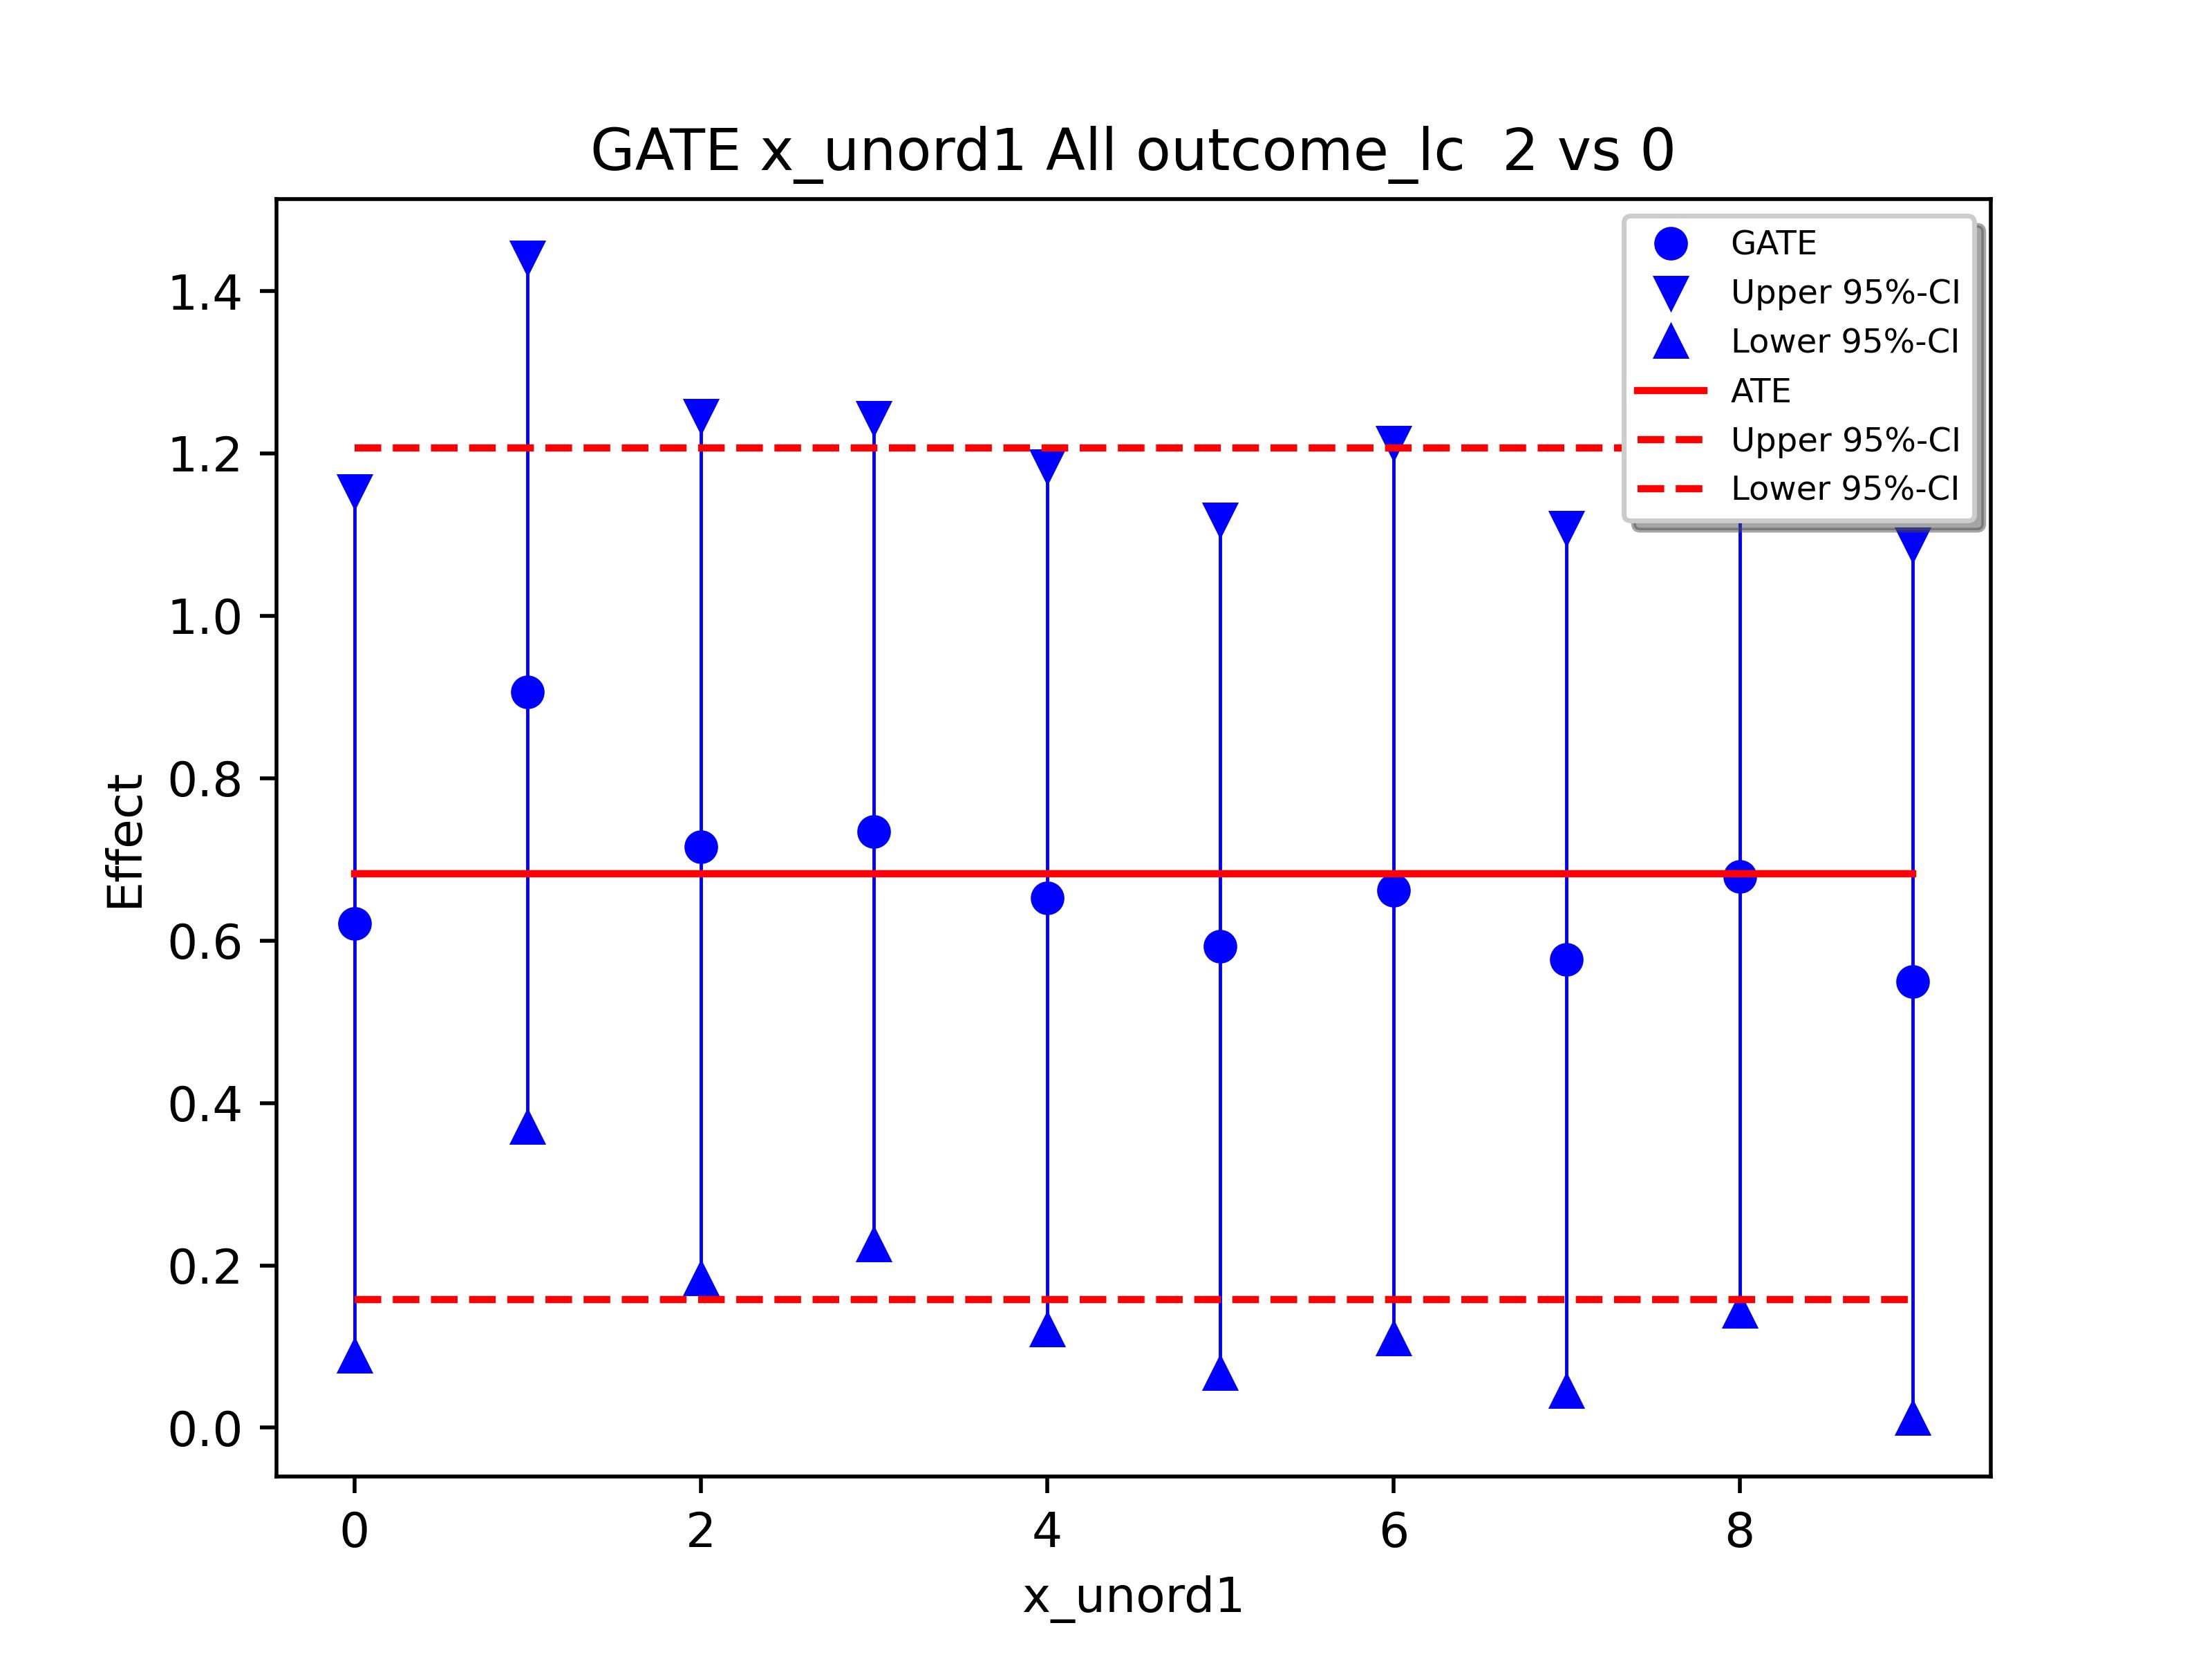 GATE x_unord1 All outcome_lc  2 vs 0
GATE
Upper 95%-CI
Lower 95%-CI
ATE
Upper 95%-CI
Lower 95%-CI
Effect
1.4
1.2
1.0
0.8
0.6
0.4
0.2
0.0
0 2 4 6 8
x_unord1